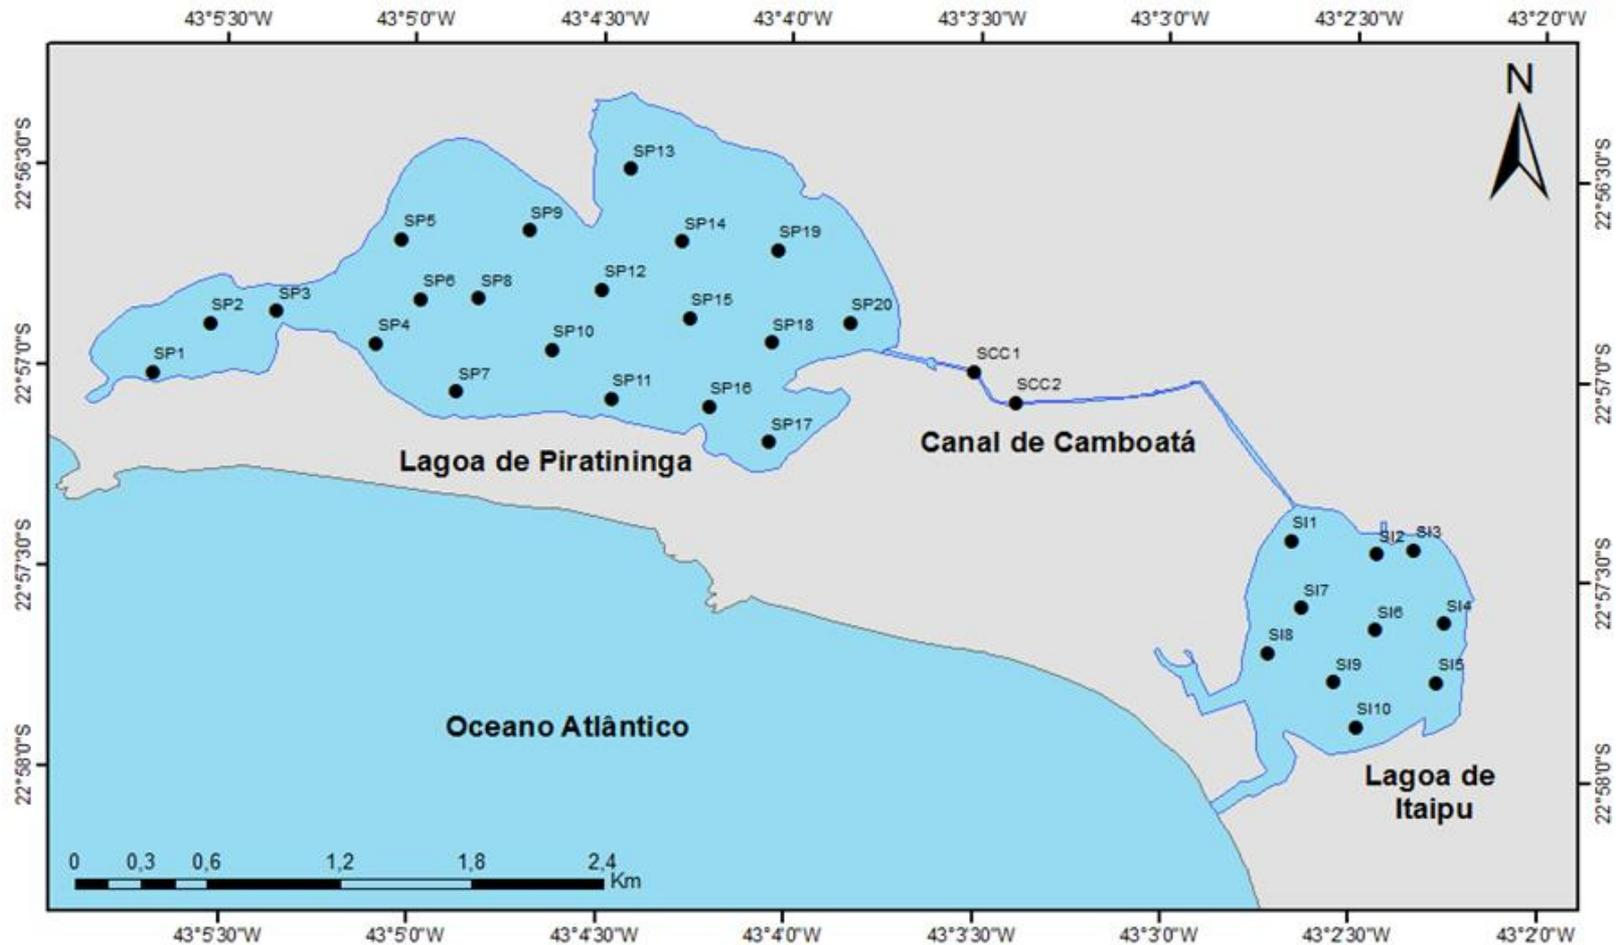 43°5'30"W 43°5'0"W 43°4'30"W 43°4'0"W 43°3'30"W 43°3'0"W 43°2'30"W 43°2'0"W
N
22°56'30"S
22°56'30"S
SP13
SP5
SP9
SP14
SP19
SP12
SP6
SP8
SP2
SP3
SP15
SP20
SP4
SP10
SP18
SP1
SCC1
22°57'0"S
22°57'0"S
SP7
SP11
SP16
SCC2
SP17
Lagoa de Piratininga
Canal de Camboatá
SI1
SI2
SI3
22°57'30"S
22°57'30"S
SI7
SI6
SI4
SI8
SI9
SI5
SI10
Oceano Atlântico
22°58'0"S
22°58'0"S
Lagoa de
Itaipu
0 0,3 0,6 1,2 1,8 2,4
Km
43°5'30"W 43°5'0"W 43°4'30"W 43°4'0"W 43°3'30"W 43°3'0"W 43°2'30"W 43°2'0"W